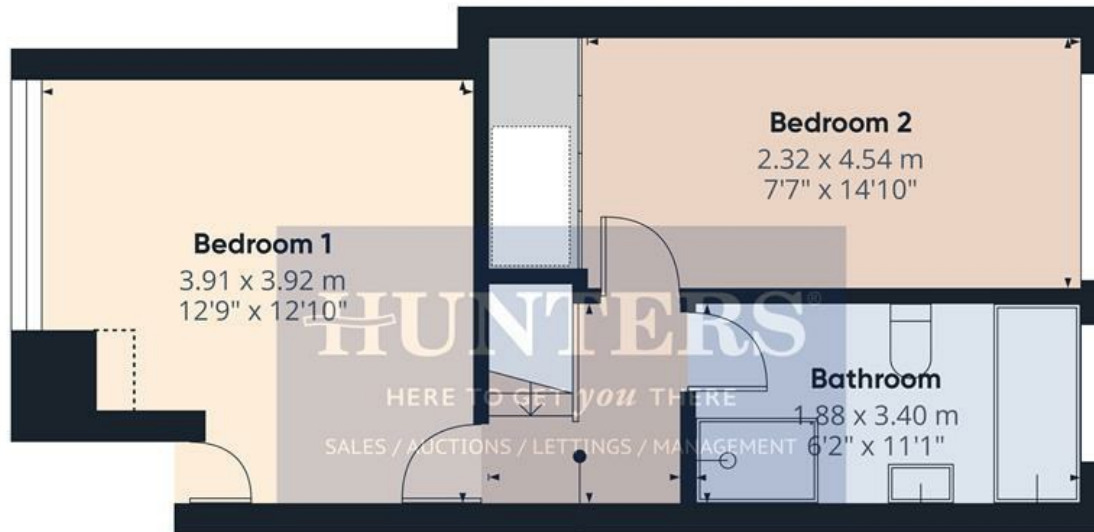 Bedroom 2
2.32 x 4.54 m
7'7" x 14'10"
Bedroom 1
3.91 x 3.92 m
12'9" x 12'10"
HUNTERS®
HERE TO GET you THERE
SALES / AUCTIONS / LETTINGS / MANAGEMENT
Bathroom
1.88 x 3.40 m
6'2" x 11'1"